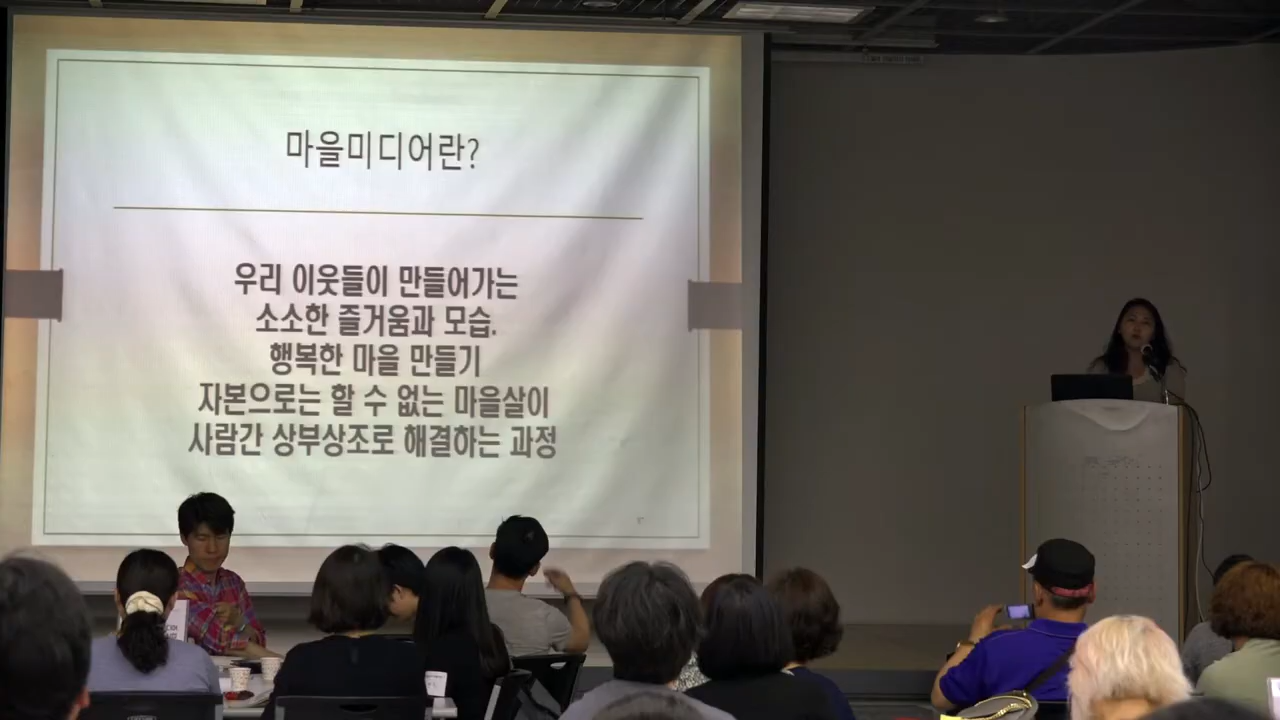 마을미디어란?
우리 이웃들이 만들어가는
소소한 즐거움과 모습.
행복한 마을 만들기
자본으로는 할 수 없는 마을살이
사람간 상부상조로 해결하는 과정